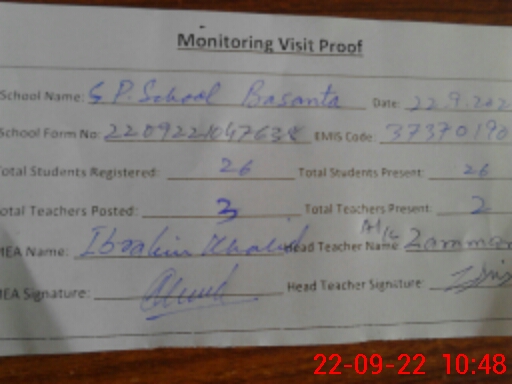 Monitoring Visit Proof
School Name: G.P.School Basanta Date: 22.9.202
School Form No: EMIS Code: 37370190
Total Students Registered: 26 Total Students Present: 26
Total Teachers Posted: 3 Total Teachers Present: 2
MEA Name: Ibrahim Khalid Head Teacher Name
MEA Signature: Head Teacher Signature:
22-09-22 10:48